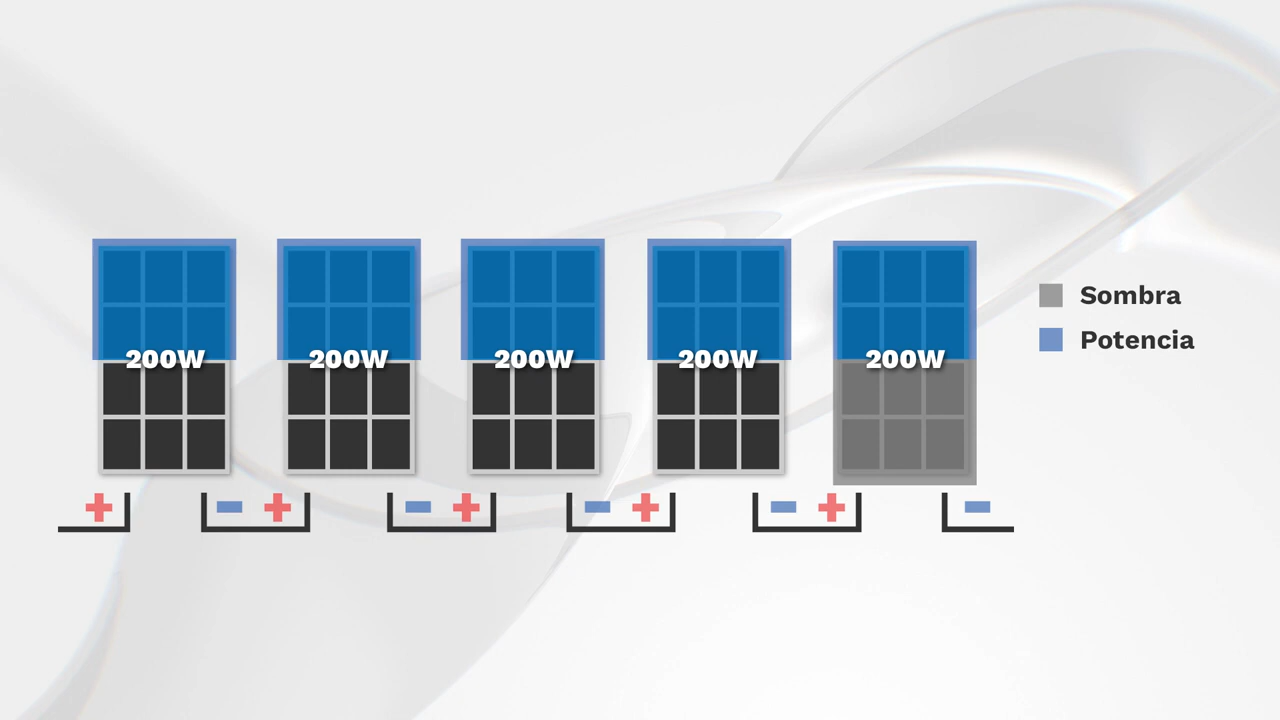 200W 200W 200W 200W 200W
Sombra
Potencia
+ - + - + - + - + -